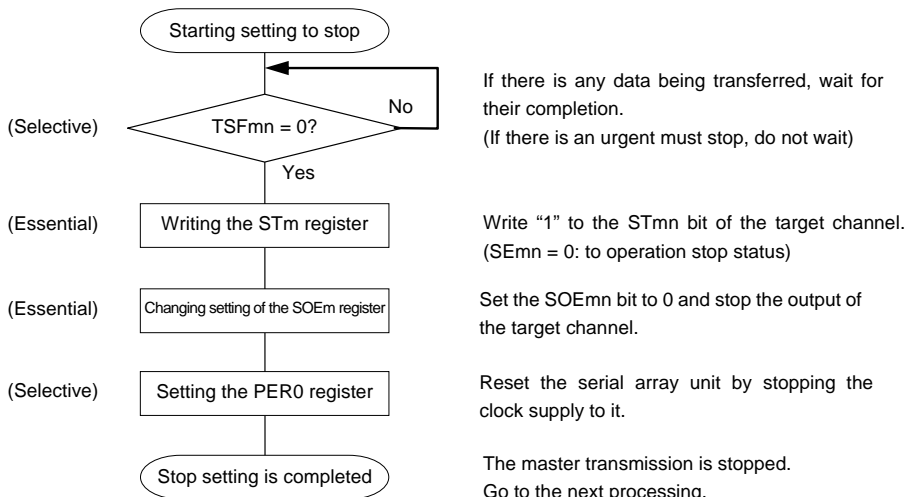 Starting setting to stop
No
If there is any data being transferred, wait for
their completion.
(If there is an urgent must stop, do not wait)
(Selective)
TSFmn = 0?
Yes
(Essential)
Writing the STm register
Write “1” to the STmn bit of the target channel.
(SEmn = 0: to operation stop status)
(Essential)
Changing setting of the SOEm register
Set the SOEmn bit to 0 and stop the output of
the target channel.
(Selective)
Setting the PER0 register
Reset the serial array unit by stopping the
clock supply to it.
Stop setting is completed
The master transmission is stopped.
Go to the next processing.